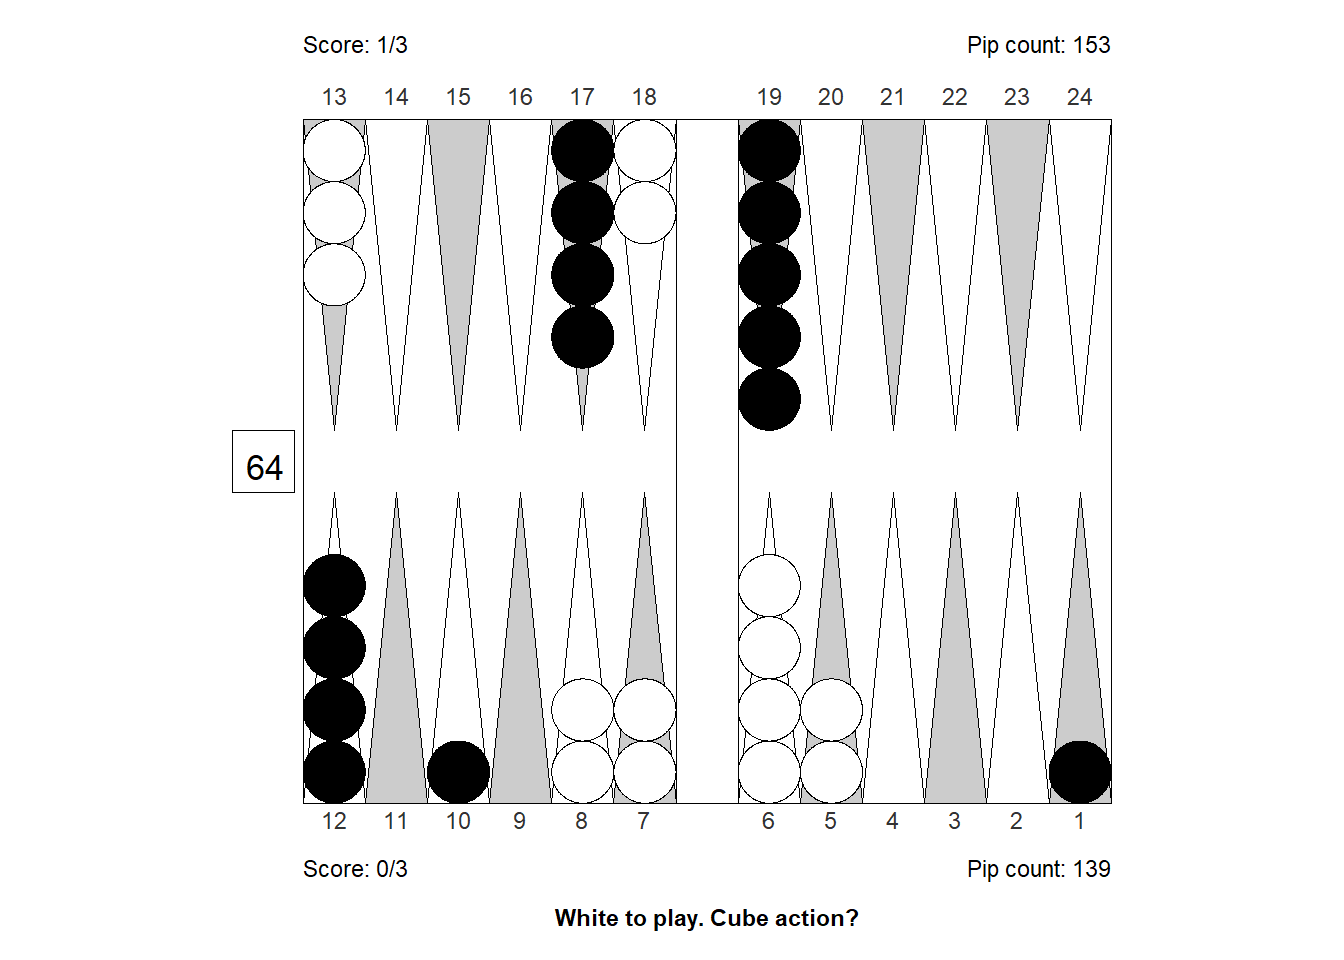 Score: 1/3 Pip count: 153
13 14 15 16 17 18 19 20 21 22 23 24
64
12 11 10 9 8 7 6 5 4 3 2 1
Score: 0/3 Pip count: 139
White to play. Cube action?